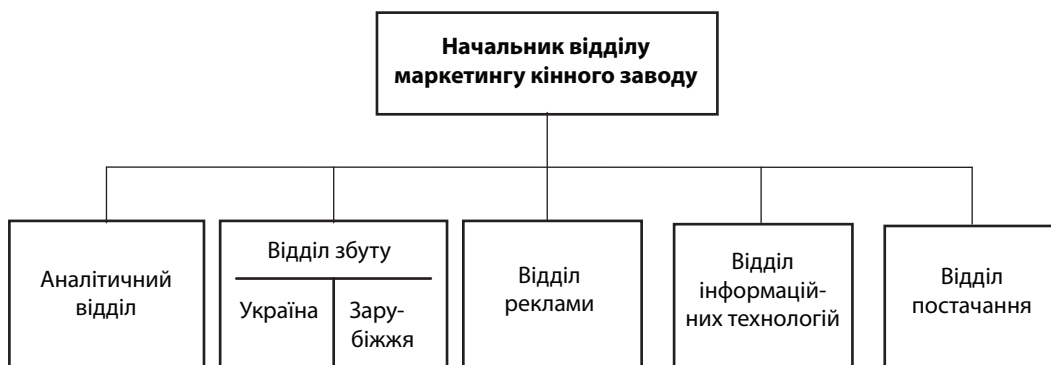 Начальник відділу
маркетингу кінного заводу
Аналітичний
відділ
Відділ збуту
Україна
Зару-
біжжя
Відділ
реклами
Відділ
інформацій-
них технологій
Відділ
постачання